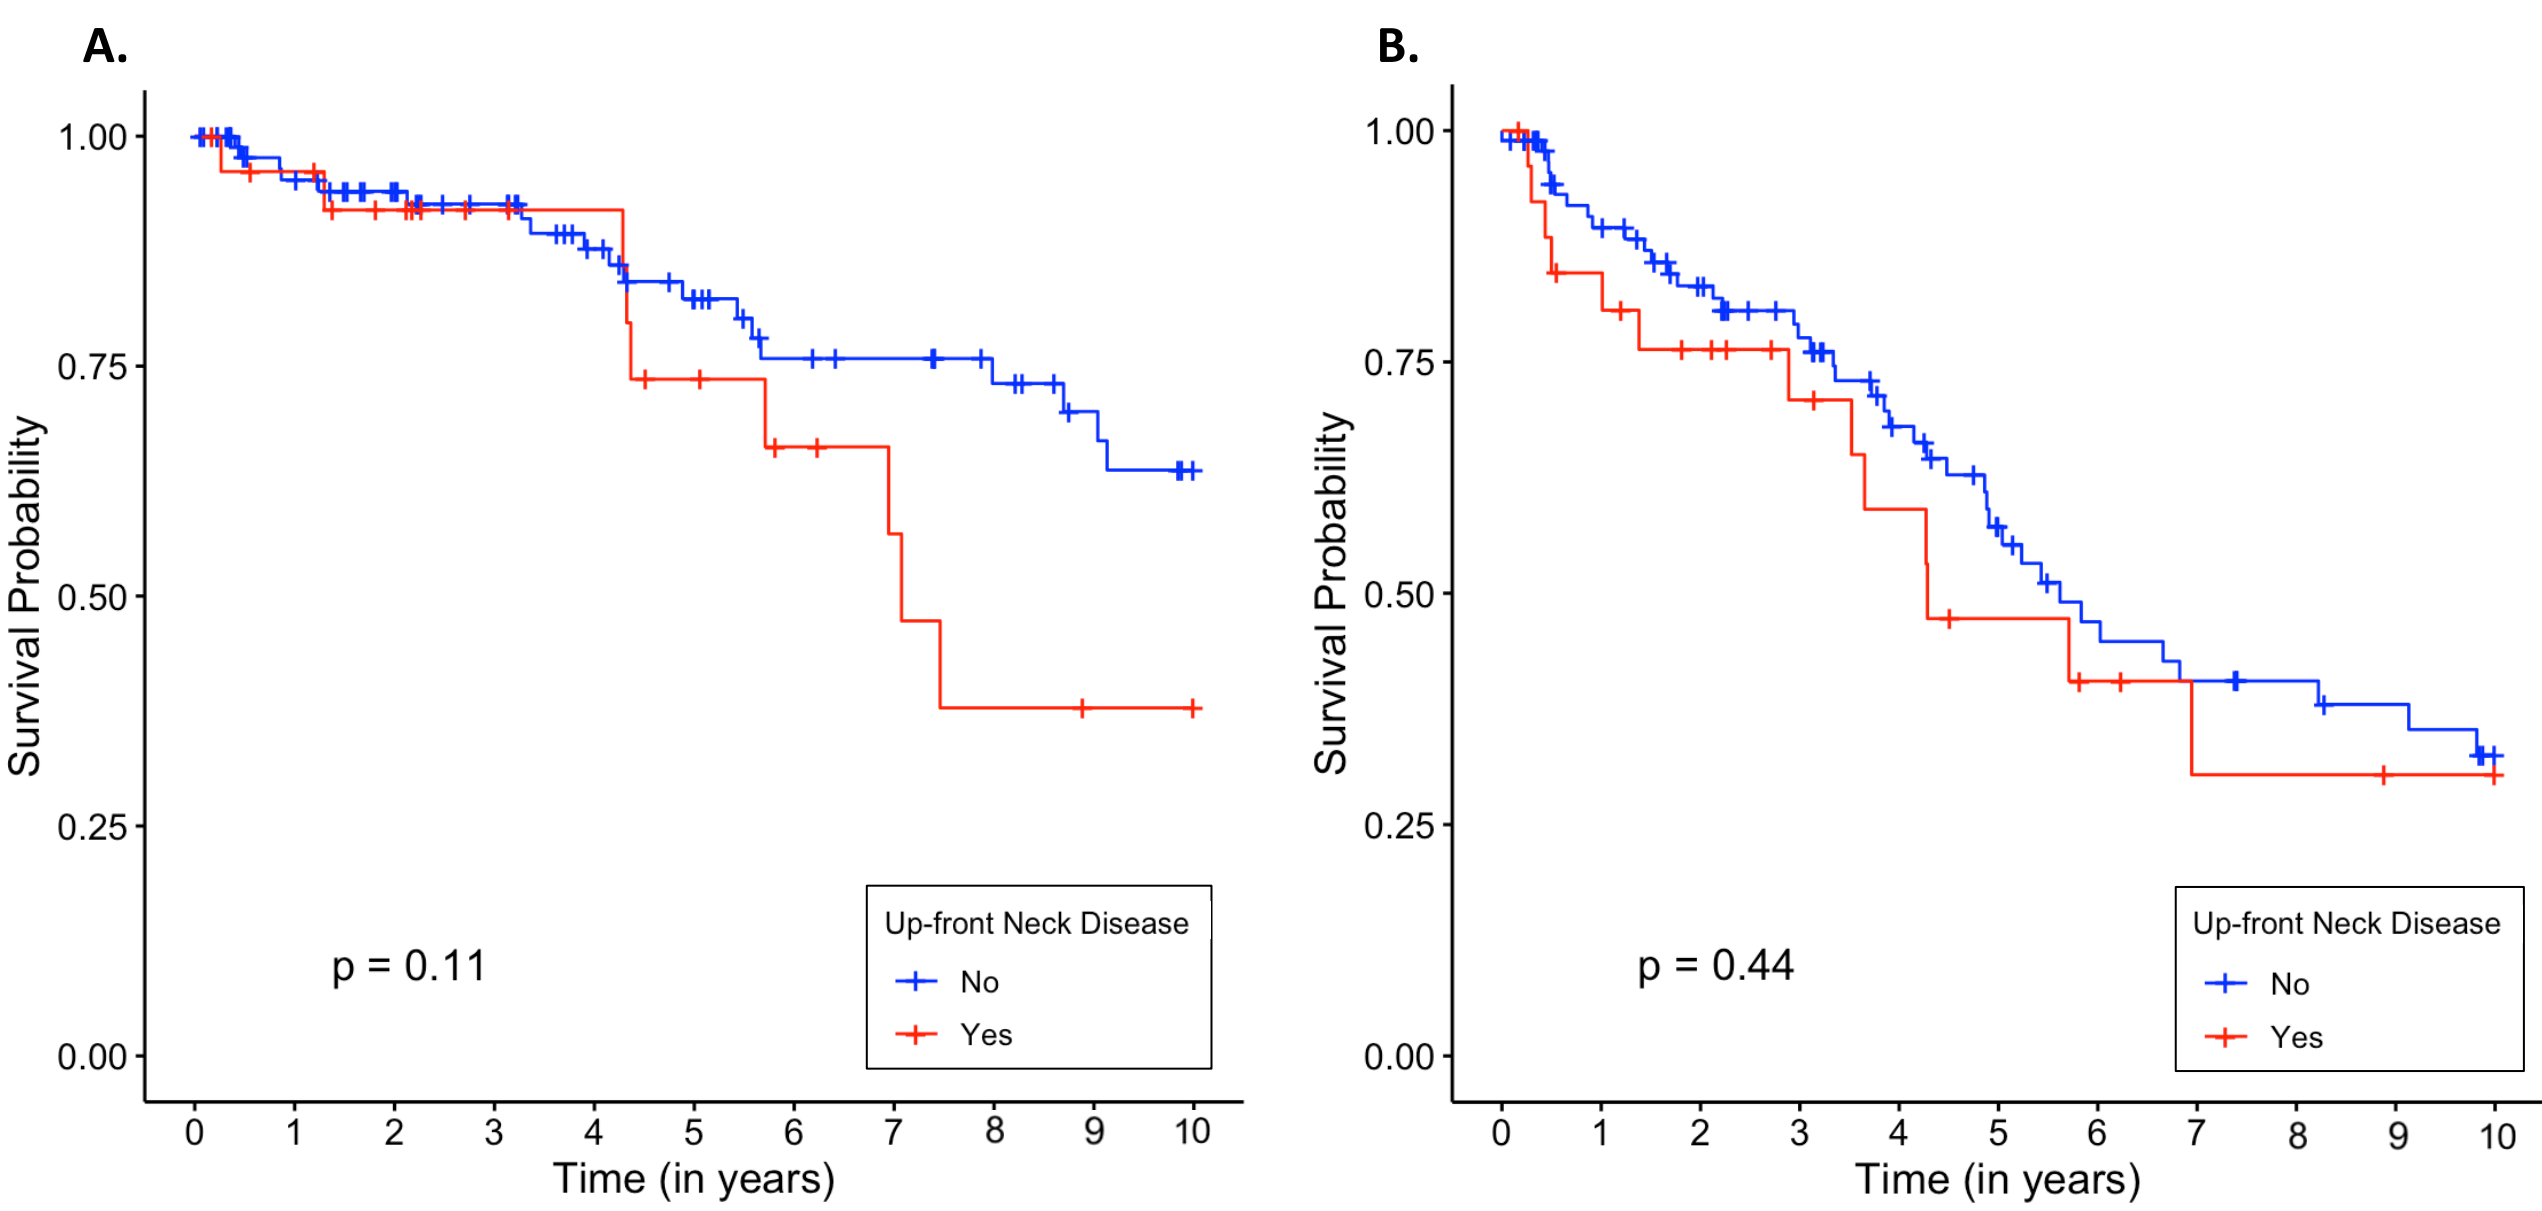 A.
Survival Probability
1.00
0.75
0.50
0.25
0.00
p = 0.11
Up-front Neck Disease
No
Yes
0 1 2 3 4 5 6 7 8 9 10
Time (in years)
B.
Survival Probability
1.00
0.75
0.50
0.25
0.00
p = 0.44
Up-front Neck Disease
No
Yes
0 1 2 3 4 5 6 7 8 9 10
Time (in years)